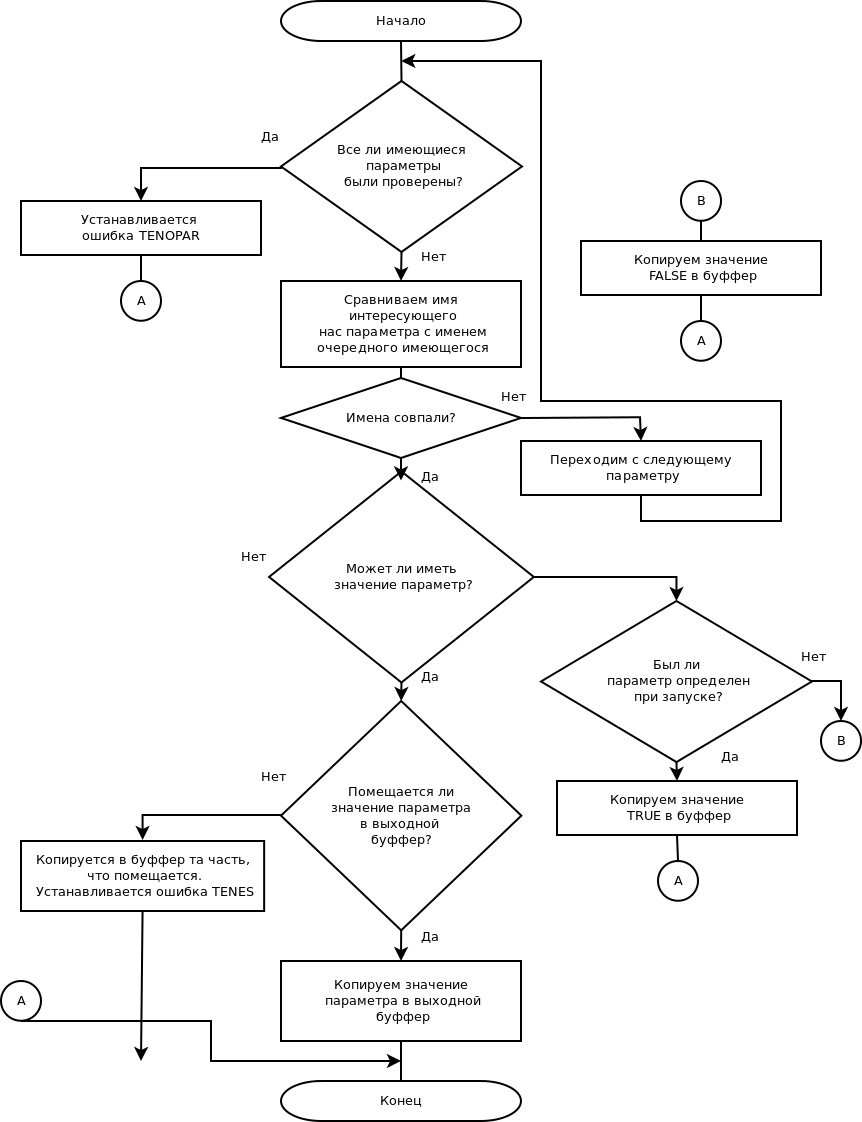 Начало
Да
Все ли имеющиеся
параметры
были проверены?
Устанавливается
ошибка TENOPAR
A
Нет
B
Копируем значение
FALSE в буффер
A
Сравниваем имя
интересующего
нас параметра с именем
очередного имеющегося
Нет
Имена совпали?
Переходим с следующему
параметру
Да
Нет
Может ли иметь
значение параметр?
Да
Был ли
параметр определен
при запуске?
Нет
B
Да
Копируем значение
TRUE в буффер
A
Нет
Помещается ли
значение параметра
в выходной
буффер?
Копируется в буффер та часть,
что помещается.
Устанавливается ошибка TENES
Да
A
Копируем значение
параметра в выходной
буффер
Конец